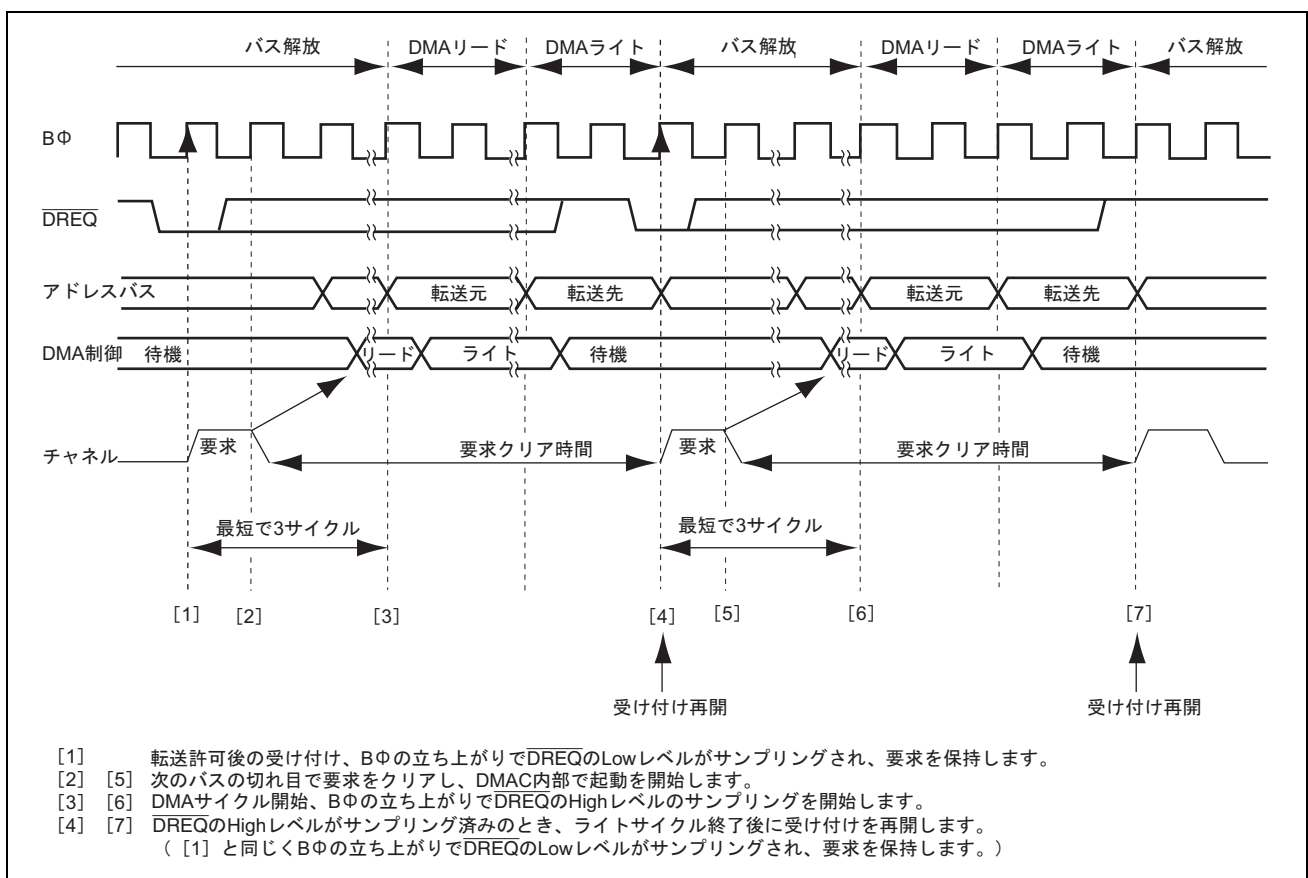 バス解放 DMAリード DMAライト バス解放 DMAリード DMAライト バス解放
BΦ
DREQ
アドレスバス 転送元 転送先 転送元 転送先
DMA制御 待機 リード ライト 待機 リード ライト 待機
チャネル 要求 要求クリア時間 要求 要求クリア時間
最短で3サイクル 最短で3サイクル
[1] [2] [3] [4] [5] [6] [7]
受け付け再開 受け付け再開
[1] 転送許可後の受け付け、BΦの立ち上がりでDREQのLowレベルがサンプリングされ、要求を保持します。
[2] [5] 次のバスの切れ目で要求をクリアし、DMAC内部で起動を開始します。
[3] [6] DMAサイクル開始、BΦの立ち上がりでDREQのHighレベルのサンプリングを開始します。
[4] [7] DREQのHighレベルがサンプリング済みのとき、ライトサイクル終了後に受け付けを再開します。
([1]と同じくBΦの立ち上がりでDREQのLowレベルがサンプリングされ、要求を保持します。)